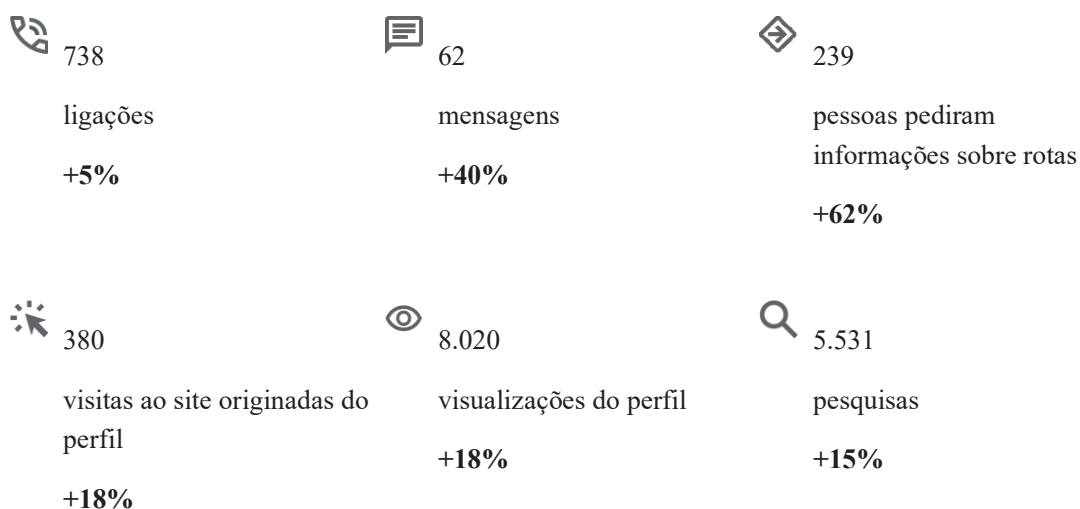 738
ligações
+5%
62
mensagens
+40%
239
pessoas pediram
informações sobre rotas
+62%
380
visitas ao site originadas do
perfil
+18%
8.020
visualizações do perfil
+18%
5.531
pesquisas
+15%